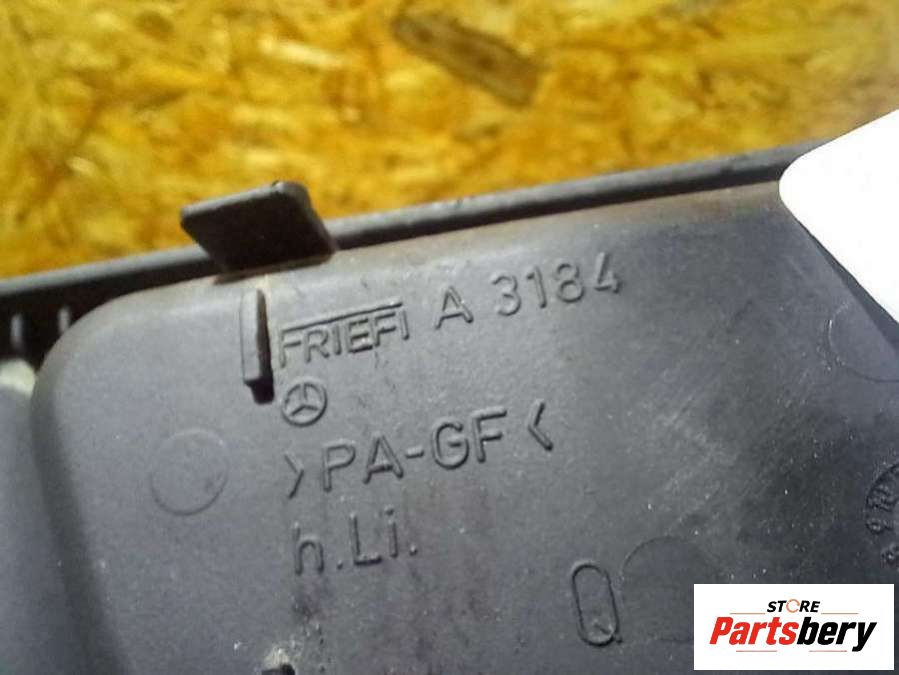 FRIEFI A 3184
>PA-GF<
h.Li.
Q
STORE
Partsbery